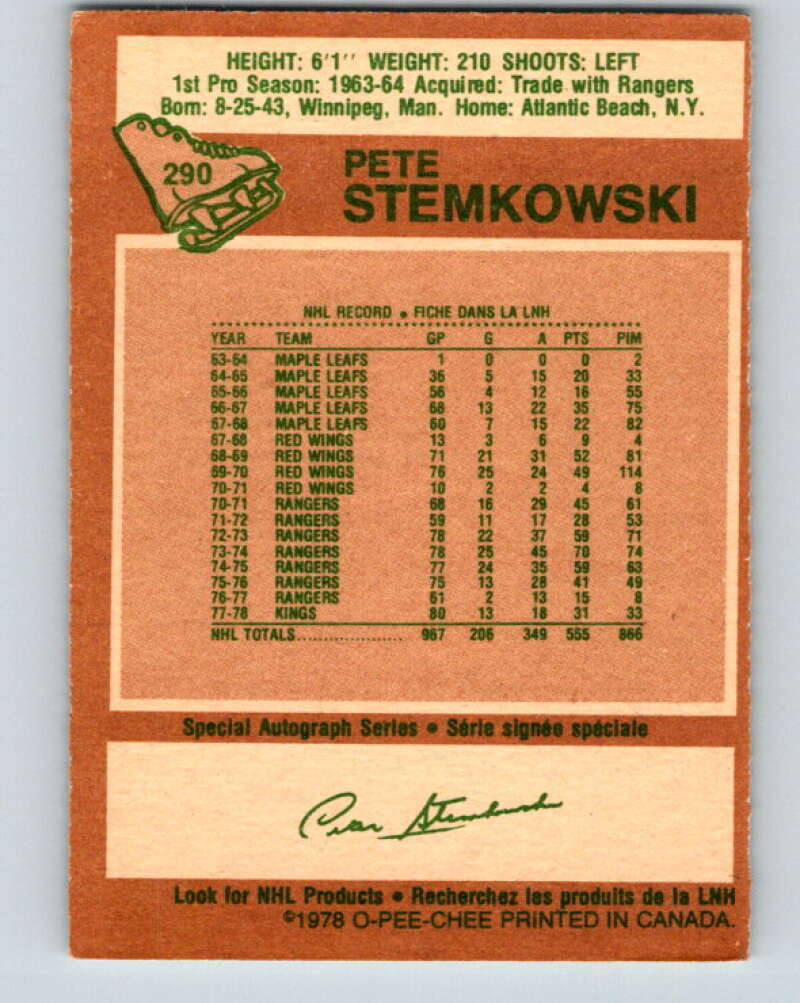 HEIGHT: 6'1" WEIGHT: 210 SHOOTS: LEFT
1st Pro Season: 1963-64 Acquired: Trade with Rangers
Born: 8-25-43, Winnipeg, Man. Home: Atlantic Beach, N.Y.
290
PETE
STEMKOWSKI
NHL RECORD • FICHE DANS LA LNH
YEAR TEAM GP G A PTS PIM
63-64 MAPLE LEAFS 1 0 0 0 2
64-65 MAPLE LEAFS 36 5 15 20 33
65-66 MAPLE LEAFS 56 4 12 16 55
66-67 MAPLE LEAFS 68 13 22 35 75
67-68 MAPLE LEAFS 60 7 15 22 82
67-68 RED WINGS 13 3 6 9 4
68-69 RED WINGS 71 21 31 52 81
69-70 RED WINGS 76 25 24 49 114
70-71 RED WINGS 10 2 2 4 8
70-71 RANGERS 68 16 29 45 61
71-72 RANGERS 59 11 17 28 53
72-73 RANGERS 78 22 37 59 71
73-74 RANGERS 78 25 45 70 74
74-75 RANGERS 77 24 35 59 63
75-76 RANGERS 75 13 28 41 49
76-77 RANGERS 61 2 13 15 8
77-78 KINGS 80 13 18 31 33
NHL TOTALS.................... 967 206 349 555 866
Special Autograph Series • Série signée spéciale
Peter Stemkowski
Look for NHL Products • Recherchez les produits de la LNH
©1978 O-PEE-CHEE PRINTED IN CANADA.